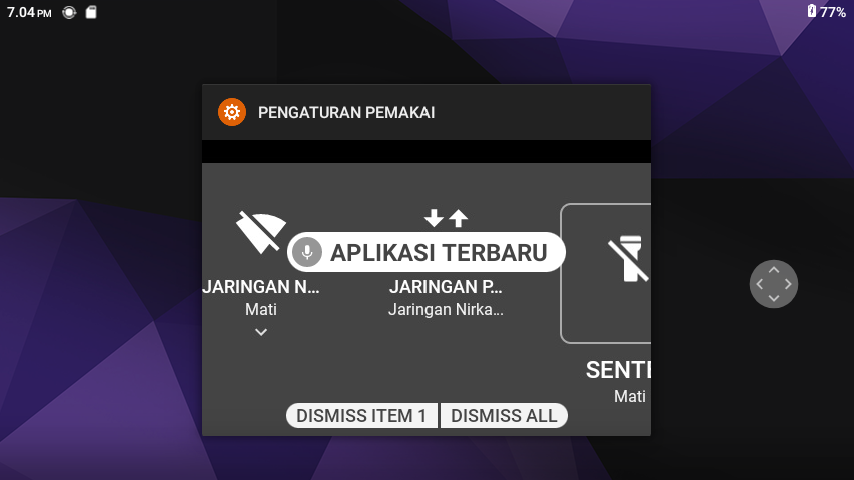 7.04 PM
77%
PENGATURAN PEMAKAI
APLIKASI TERBARU
JARINGAN N...
JARINGAN P...
Mati
Jaringan Nirka...
SENTE
Mati
DISMISS ITEM 1
DISMISS ALL